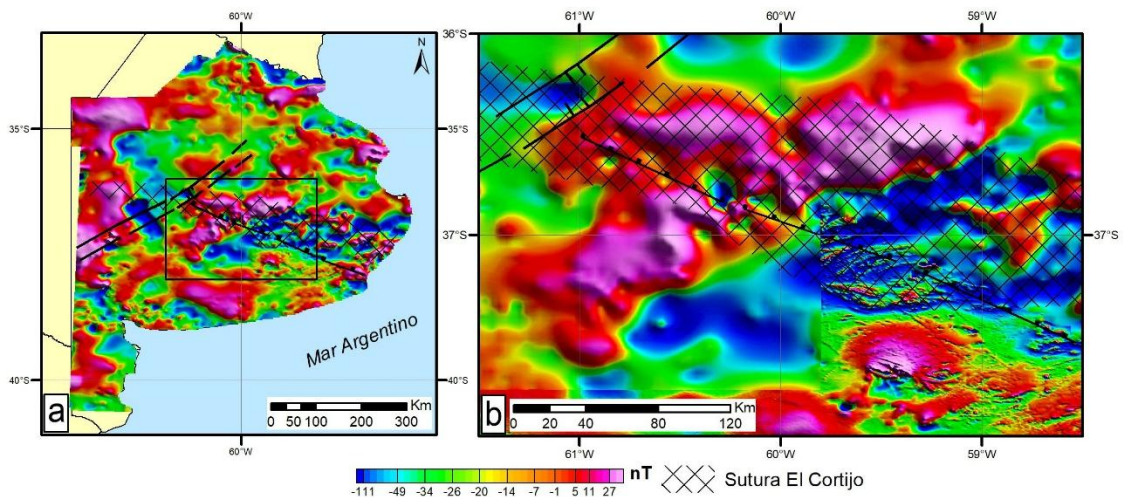 60°W
61°W
60°W
59°W
36°S
N
35°S
35°S
37°S
37°S
Mar Argentino
40°S
40°S
a
Km
0 50 100 200 300
b
Km
0 20 40 80 120
60°W
61°W
60°W
59°W
nT
-111 -49 -34 -26 -20 -14 -7 -1 5 11 27
Sutura El Cortijo